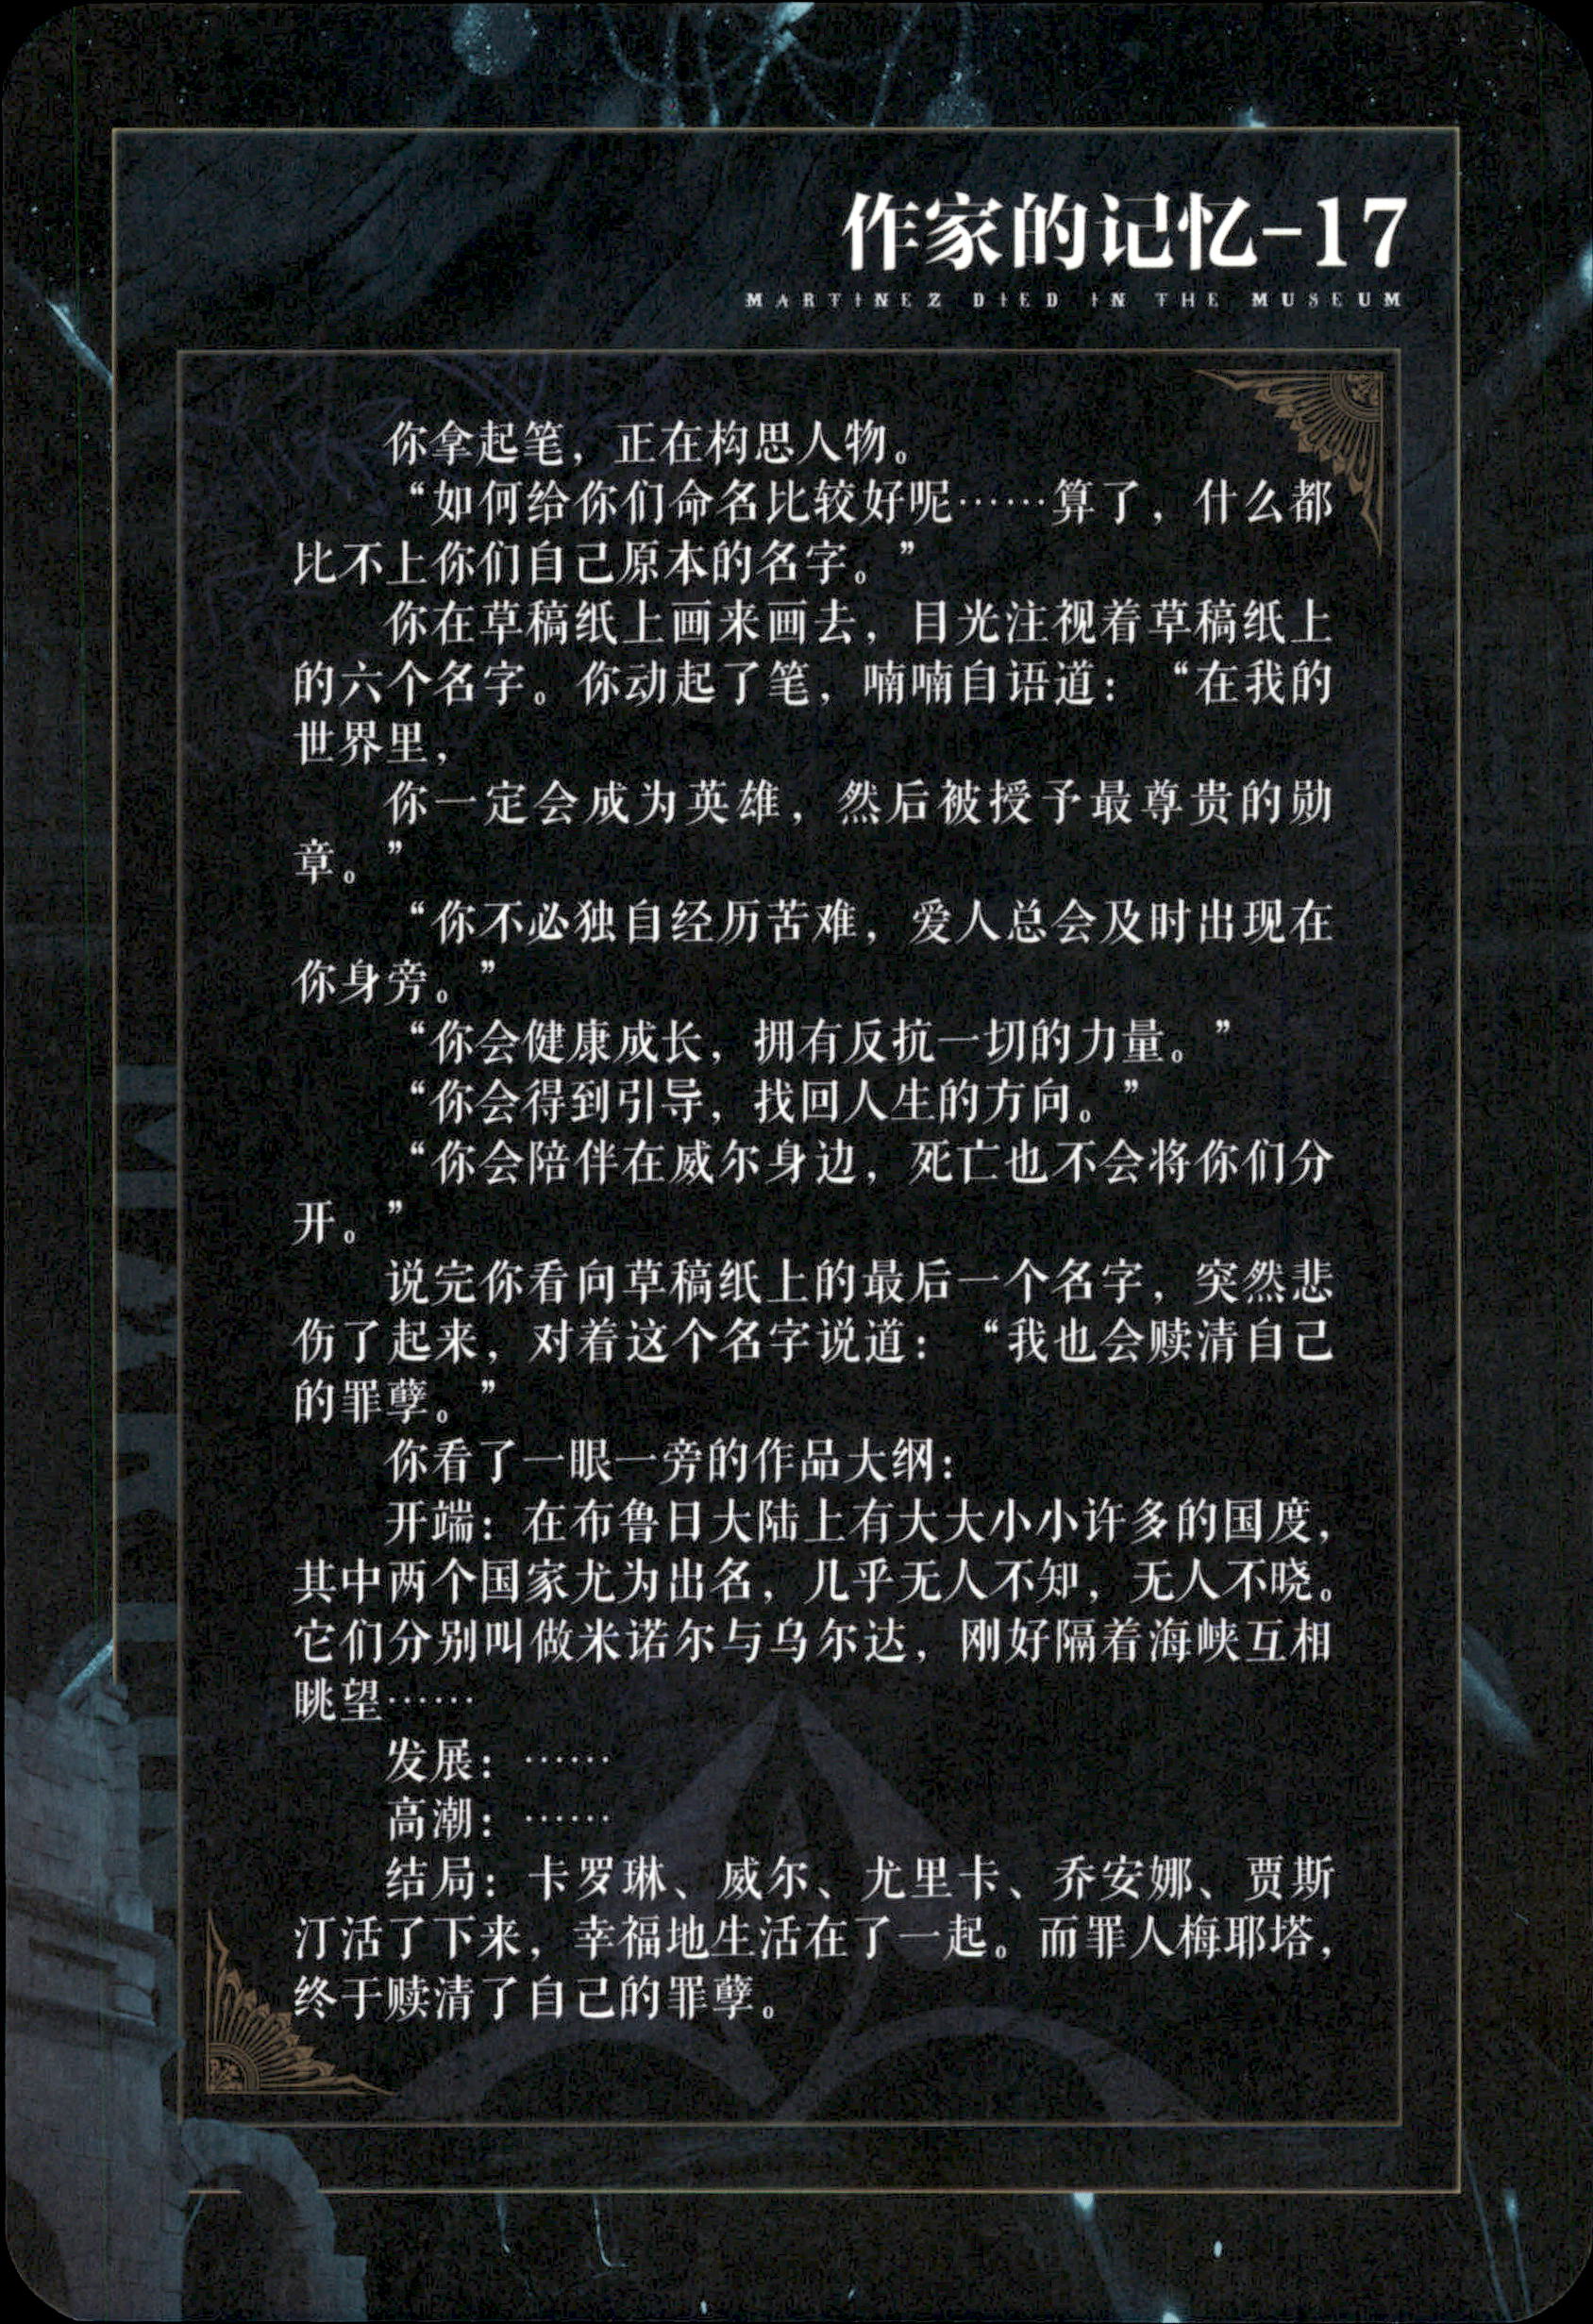 作家的记忆-17
MARTINEZ DIED IN THE MUSEUM
你拿起笔，正在构思人物。
“如何给你们命名比较好呢……算了，什么都
比不上你们自己原本的名字。”
你在草稿纸上画来画去，目光注视着草稿纸上
的六个名字。你动起了笔，喃喃自语道：“在我的
世界里，
你一定会成为英雄，然后被授予最尊贵的勋
章。”
“你不必独自经历苦难，爱人总会及时出现在
你身旁。”
“你会健康成长，拥有反抗一切的力量。”
“你会得到引导，找回人生的方向。”
“你会陪伴在威尔身边，死亡也不会将你们分
开。”
说完你看向草稿纸上的最后一个名字，突然悲
伤了起来，对着这个名字说道：“我也会赎清自己
的罪孽。”
你看了一眼一旁的作品大纲：
开端：在布鲁日大陆上有大大小小许多的国度，
其中两个国家尤为出名，几乎无人不知，无人不晓。
它们分别叫做米诺尔与乌尔达，刚好隔着海峡互相
眺望……
发展：……
高潮：……
结局：卡罗琳、威尔、尤里卡、乔安娜、贾斯
汀活了下来，幸福地生活在了一起。而罪人梅耶塔，
终于赎清了自己的罪孽。